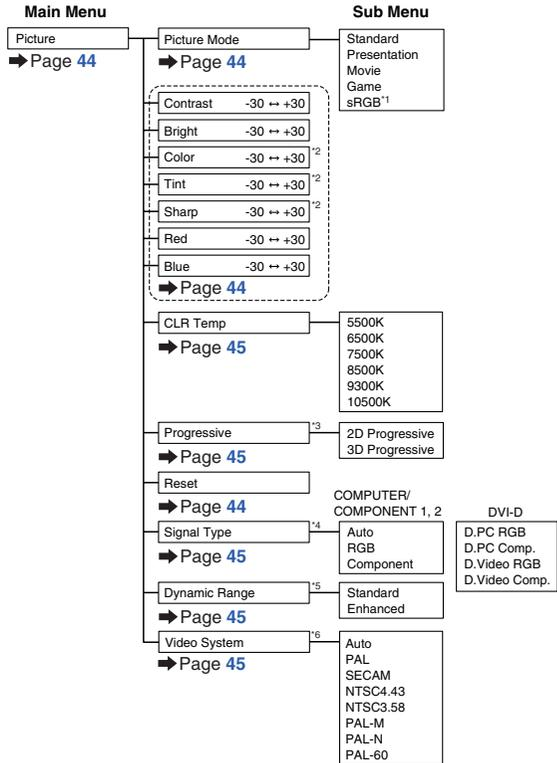 Main Menu
Sub Menu
Picture
➡ Page 44
Picture Mode
➡ Page 44
Standard
Presentation
Movie
Game
sRGB*1
Contrast -30 ↔ +30
Bright -30 ↔ +30
Color -30 ↔ +30 *2
Tint -30 ↔ +30 *2
Sharp -30 ↔ +30 *2
Red -30 ↔ +30
Blue -30 ↔ +30
➡ Page 44
CLR Temp
➡ Page 45
5500K
6500K
7500K
8500K
9300K
10500K
Progressive *3
➡ Page 45
2D Progressive
3D Progressive
Reset
➡ Page 44
Signal Type *4
➡ Page 45
COMPUTER/
COMPONENT 1, 2
Auto
RGB
Component
DVI-D
D.PC RGB
D.PC Comp.
D.Video RGB
D.Video Comp.
Dynamic Range *5
➡ Page 45
Standard
Enhanced
Video System *6
➡ Page 45
Auto
PAL
SECAM
NTSC4.43
NTSC3.58
PAL-M
PAL-N
PAL-60